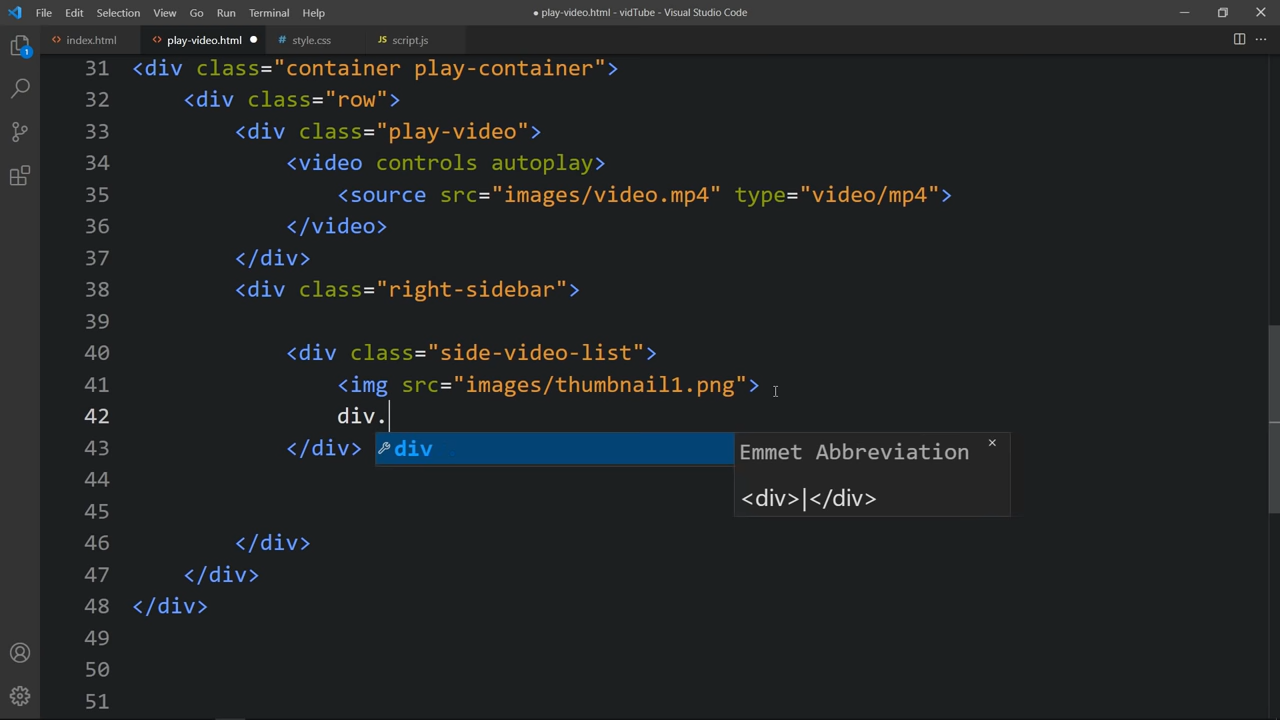 File Edit Selection View Go Run Terminal Help ● play-video.html - vidTube - Visual Studio Code
<> index.html <> play-video.html ● # style.css JS script.js
1
31 <div class="container play-container">
32 <div class="row">
33 <div class="play-video">
34 <video controls autoplay>
35 <source src="images/video.mp4" type="video/mp4">
36 </video>
37 </div>
38 <div class="right-sidebar">
39
40 <div class="side-video-list">
41 <img src="images/thumbnail1.png">
42 div.
43 </div>
div
Emmet Abbreviation
<div>|</div>
44
45
46 </div>
47 </div>
48 </div>
49
50
51